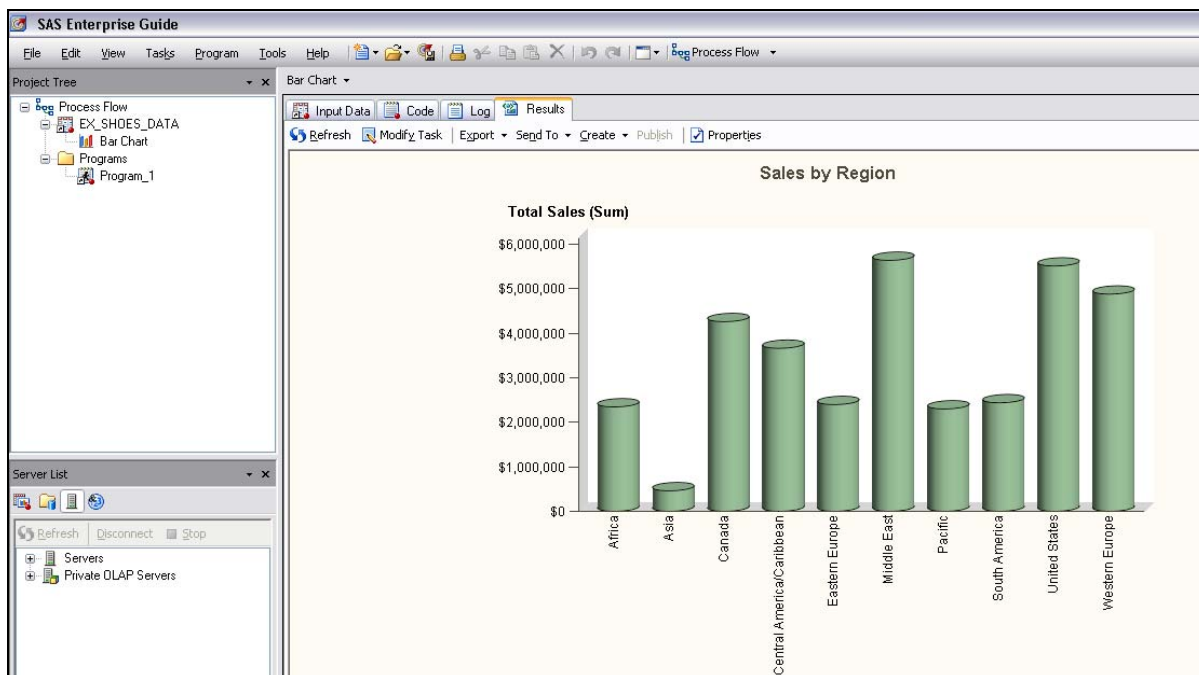 SAS Enterprise Guide
File Edit View Tasks Program Tools Help Process Flow
Project Tree
Process Flow
EX_SHOES_DATA
Bar Chart
Programs
Program_1
Server List
Refresh Disconnect Stop
Servers
Private OLAP Servers
Bar Chart
Input Data Code Log Results
Refresh Modify Task Export Send To Create Publish Properties
Sales by Region
Total Sales (Sum)
$6,000,000
$5,000,000
$4,000,000
$3,000,000
$2,000,000
$1,000,000
$0
Africa
Asia
Canada
Central America/Caribbean
Eastern Europe
Middle East
Pacific
South America
United States
Western Europe